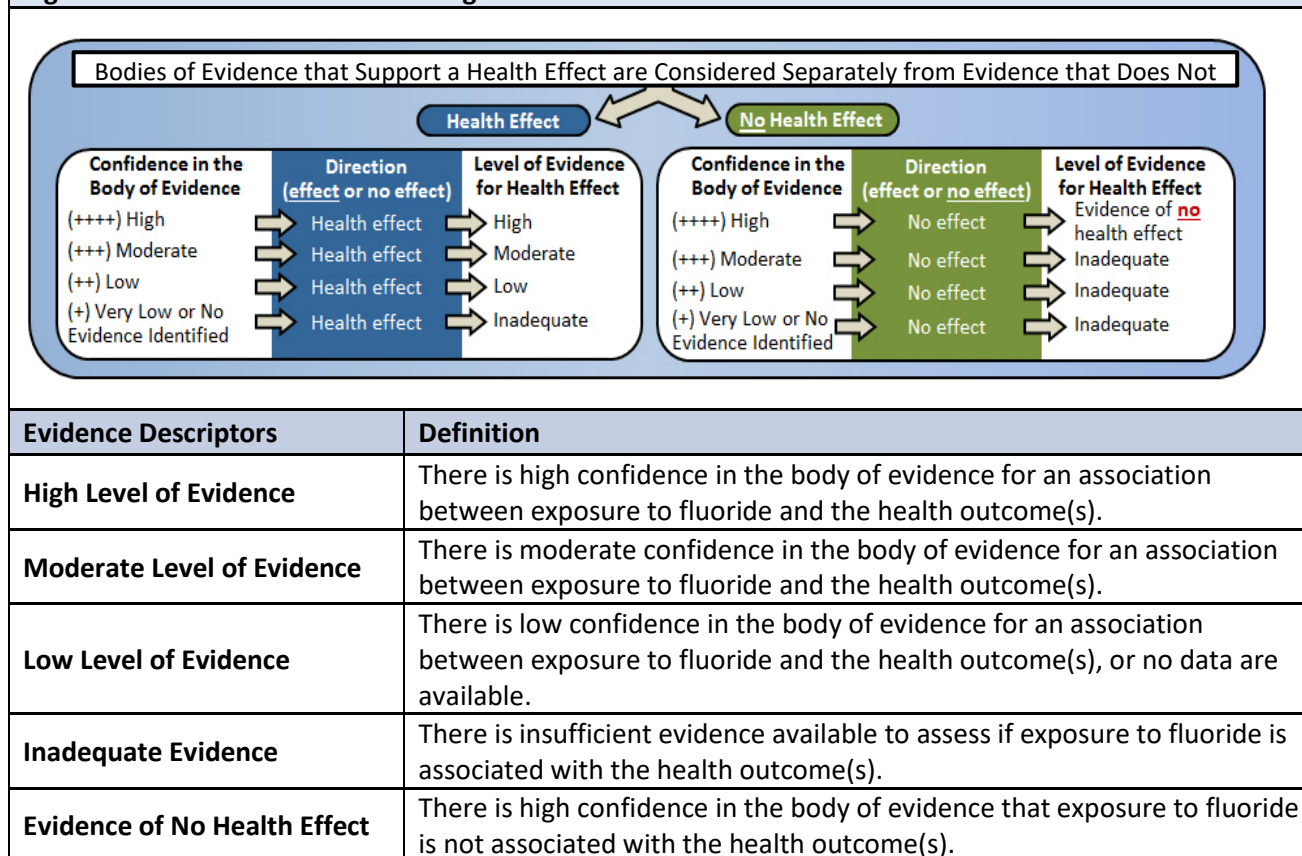 Bodies of Evidence that Support a Health Effect are Considered Separately from Evidence that Does Not
Health Effect
No Health Effect
Confidence in the
Body of Evidence
Direction
(effect or no effect)
Level of Evidence
for Health Effect
(++++) High
Health effect
High
(+++) Moderate
Health effect
Moderate
(++) Low
Health effect
Low
(+) Very Low or No
Evidence Identified
Health effect
Inadequate
Confidence in the
Body of Evidence
Direction
(effect or no effect)
Level of Evidence
for Health Effect
(++++) High
No effect
Evidence of no
health effect
(+++) Moderate
No effect
Inadequate
(++) Low
No effect
Inadequate
(+) Very Low or No
Evidence Identified
No effect
Inadequate
Evidence Descriptors
Definition
High Level of Evidence
There is high confidence in the body of evidence for an association
between exposure to fluoride and the health outcome(s).
Moderate Level of Evidence
There is moderate confidence in the body of evidence for an association
between exposure to fluoride and the health outcome(s).
Low Level of Evidence
There is low confidence in the body of evidence for an association
between exposure to fluoride and the health outcome(s), or no data are
available.
Inadequate Evidence
There is insufficient evidence available to assess if exposure to fluoride is
associated with the health outcome(s).
Evidence of No Health Effect
There is high confidence in the body of evidence that exposure to fluoride
is not associated with the health outcome(s).